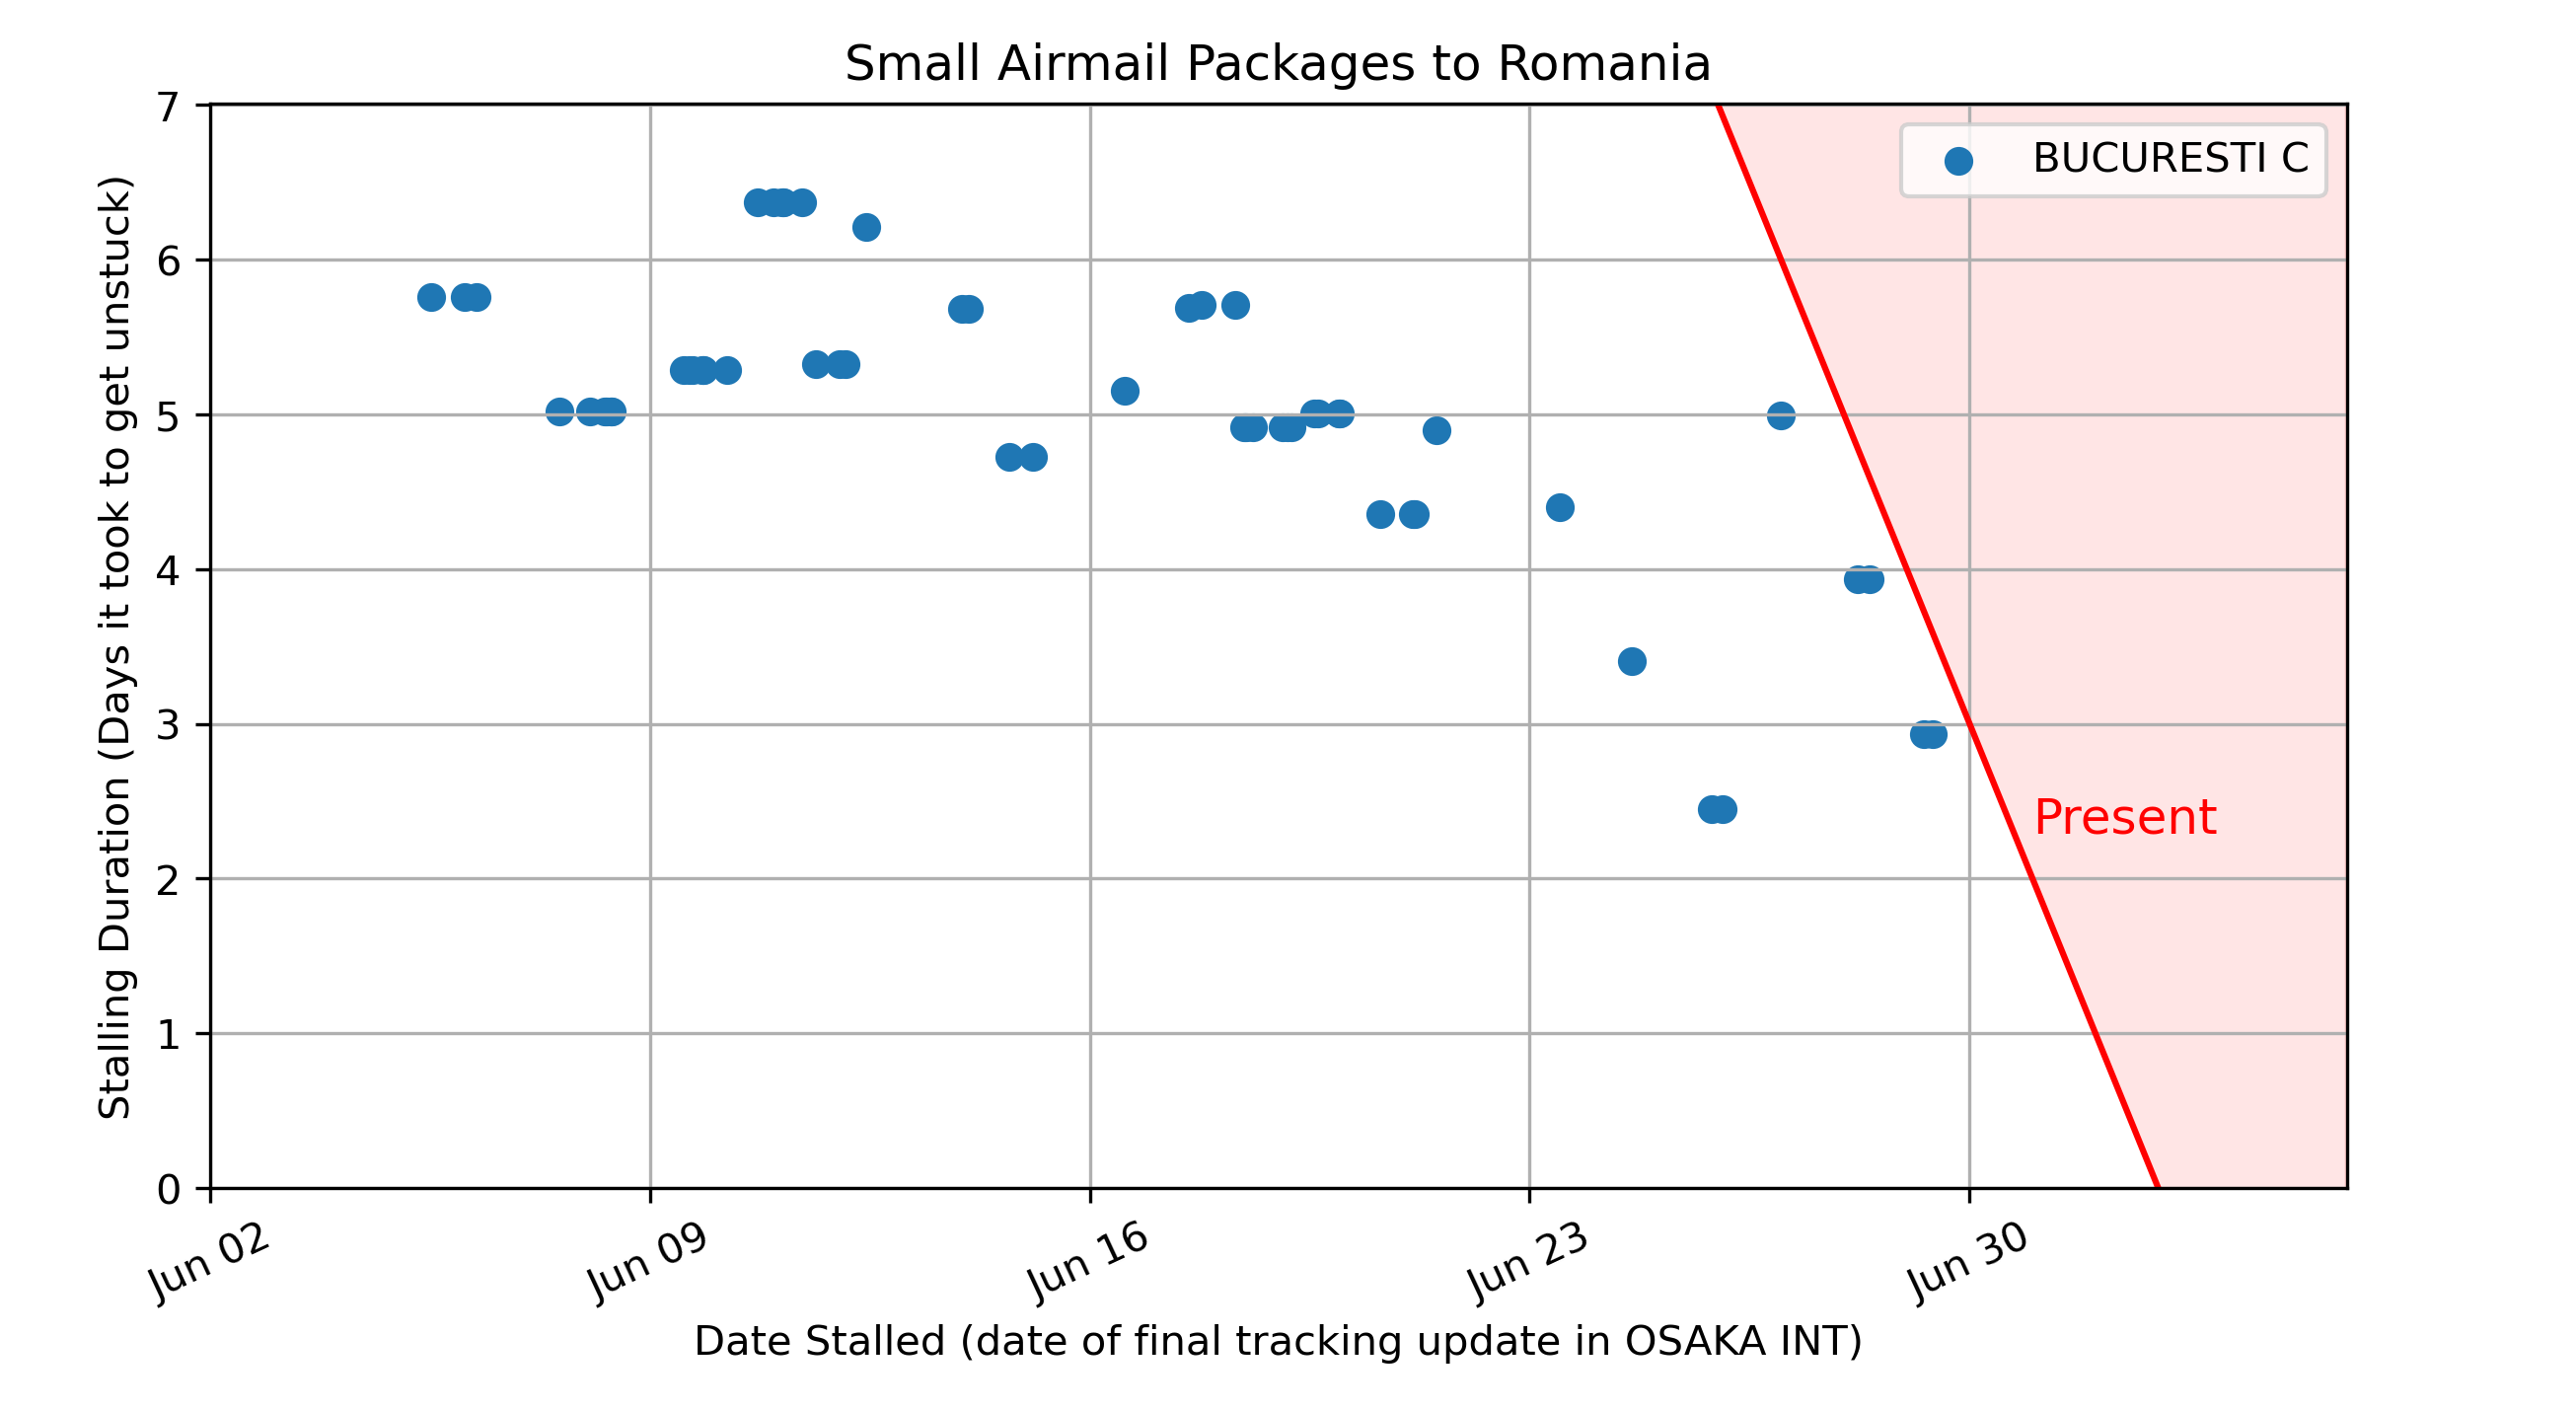 Small Airmail Packages to Romania
7
6
5
4
3
2
1
0
Stalling Duration (Days it took to get unstuck)
BUCURESTI C
Present
Jun 02
Jun 09
Jun 16
Jun 23
Jun 30
Date Stalled (date of final tracking update in OSAKA INT)